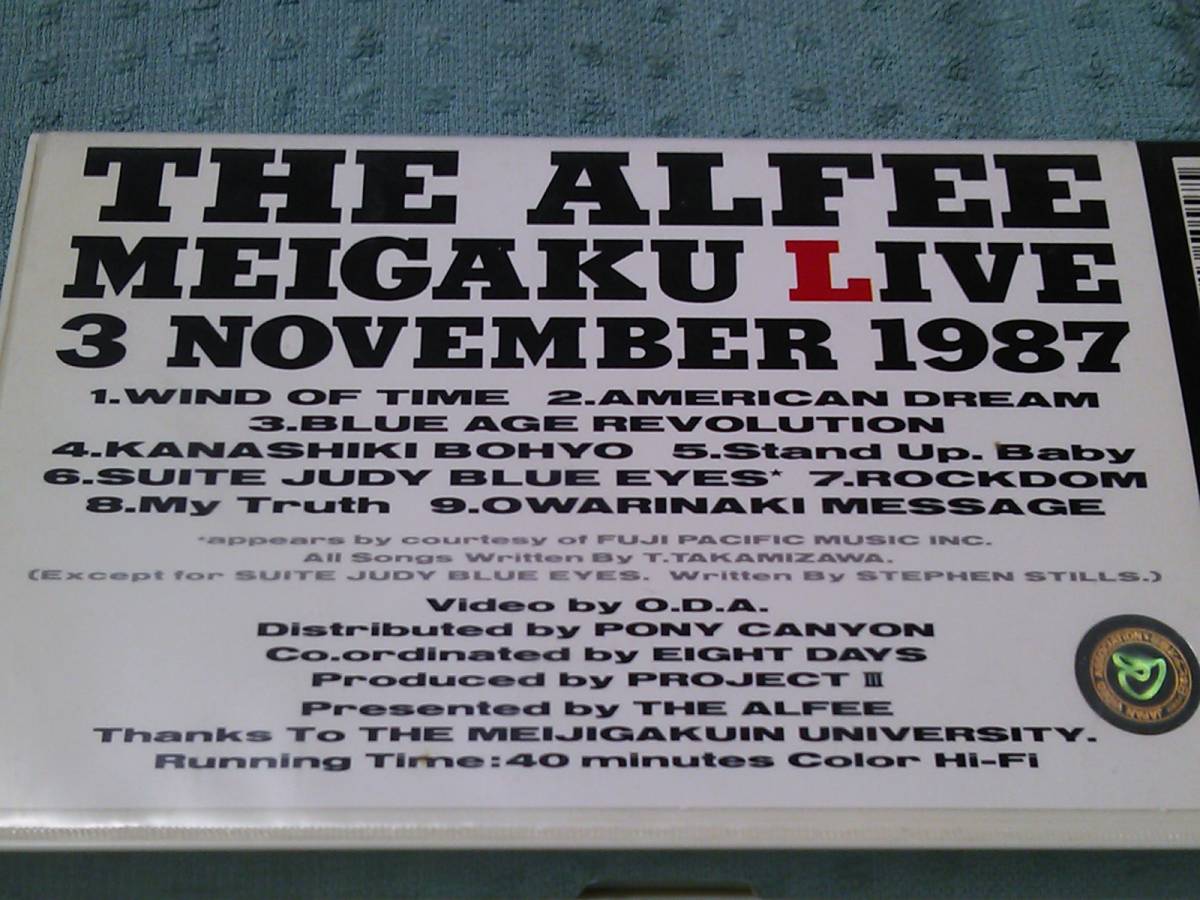 THE ALFEE
MEIGAKU LIVE
3 NOVEMBER 1987
1.WIND OF TIME 2.AMERICAN DREAM
3.BLUE AGE REVOLUTION
4.KANASHIKI BOHYO 5.Stand Up. Baby
6.SUITE JUDY BLUE EYES* 7.ROCKDOM
8.My Truth 9.OWARINAKI MESSAGE
*appears by courtesy of FUJI PACIFIC MUSIC INC.
All Songs Written By T.TAKAMIZAWA.
(Except for SUITE JUDY BLUE EYES. Written By STEPHEN STILLS.)
Video by O.D.A.
Distributed by PONY CANYON
Co.ordinated by EIGHT DAYS
Produced by PROJECT III
Presented by THE ALFEE
Thanks To THE MEIJIGAKUIN UNIVERSITY.
Running Time:40 minutes Color Hi-Fi
JAPAN VIDEO ASSOCIATION